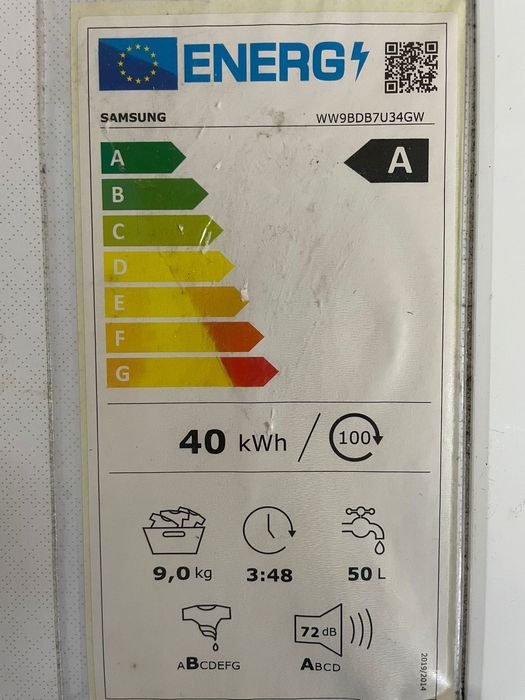 ENERG
SAMSUNG WW9BDB7U34GW
A
A
B
C
D
E
F
G
40 kWh / 100
9,0 kg 3:48 50 L
72 dB
ABCDEFG ABCD
2019/2014